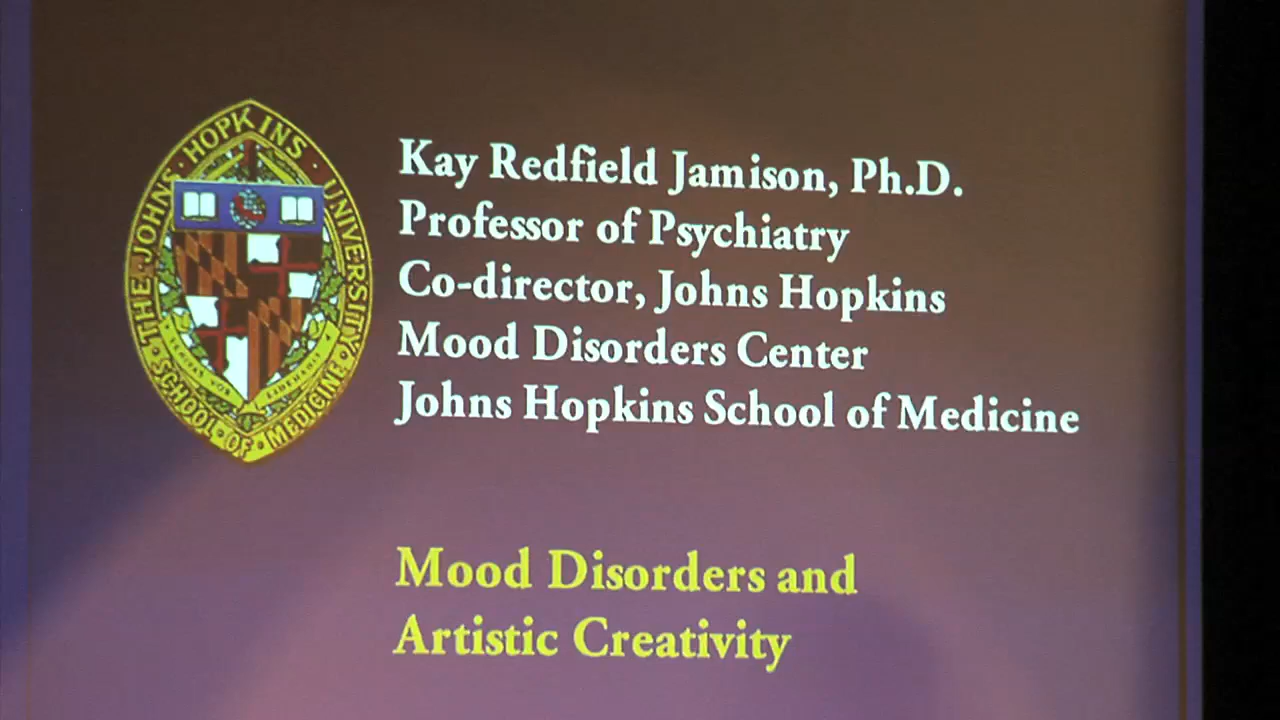 THE · JOHNS · HOPKINS · UNIVERSITY ·
SCHOOL · OF · MEDICINE
Kay Redfield Jamison, Ph.D.
Professor of Psychiatry
Co-director, Johns Hopkins
Mood Disorders Center
Johns Hopkins School of Medicine
Mood Disorders and
Artistic Creativity